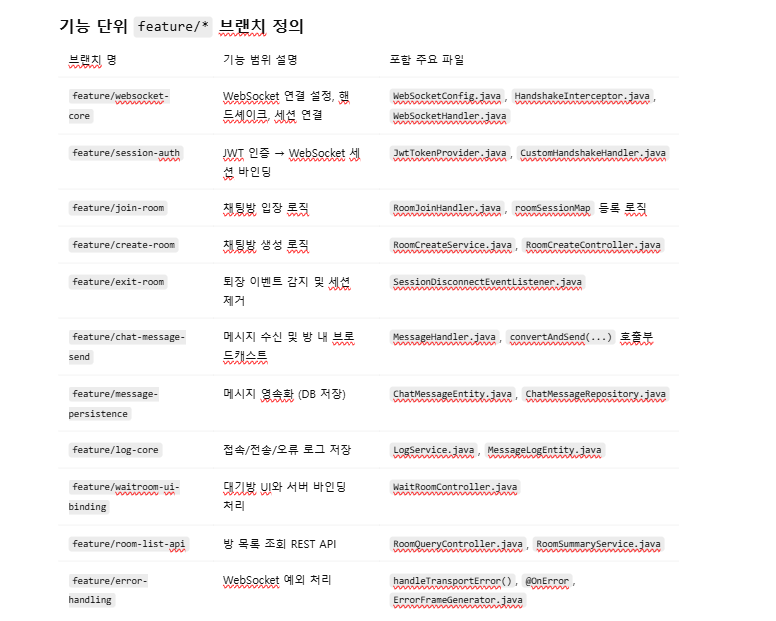 기능 단위 feature/* 브랜치 정의
브랜치 명 기능 범위 설명 포함 주요 파일
feature/websocket-
core
WebSocket 연결 설정, 핸
드셰이크, 세션 연결
WebSocketConfig.java, HandshakeInterceptor.java,
WebSocketHandler.java
feature/session-auth
JWT 인증 → WebSocket 세
션 바인딩
JwtTokenProvider.java, CustomHandshakeHandler.java
feature/join-room
채팅방 입장 로직
RoomJoinHandler.java, roomSessionMap 등록 로직
feature/create-room
채팅방 생성 로직
RoomCreateService.java, RoomCreateController.java
feature/exit-room
퇴장 이벤트 감지 및 세션
제거
SessionDisconnectEventListener.java
feature/chat-message-
send
메시지 수신 및 방 내 브로
드캐스트
MessageHandler.java, convertAndSend(...) 호출부
feature/message-
persistence
메시지 영속화 (DB 저장)
ChatMessageEntity.java, ChatMessageRepository.java
feature/log-core
접속/전송/오류 로그 저장
LogService.java, MessageLogEntity.java
feature/waitroom-ui-
binding
대기방 UI와 서버 바인딩
처리
WaitRoomController.java
feature/room-list-api
방 목록 조회 REST API
RoomQueryController.java, RoomSummaryService.java
feature/error-
handling
WebSocket 예외 처리
handleTransportError(), @OnError,
ErrorFrameGenerator.java